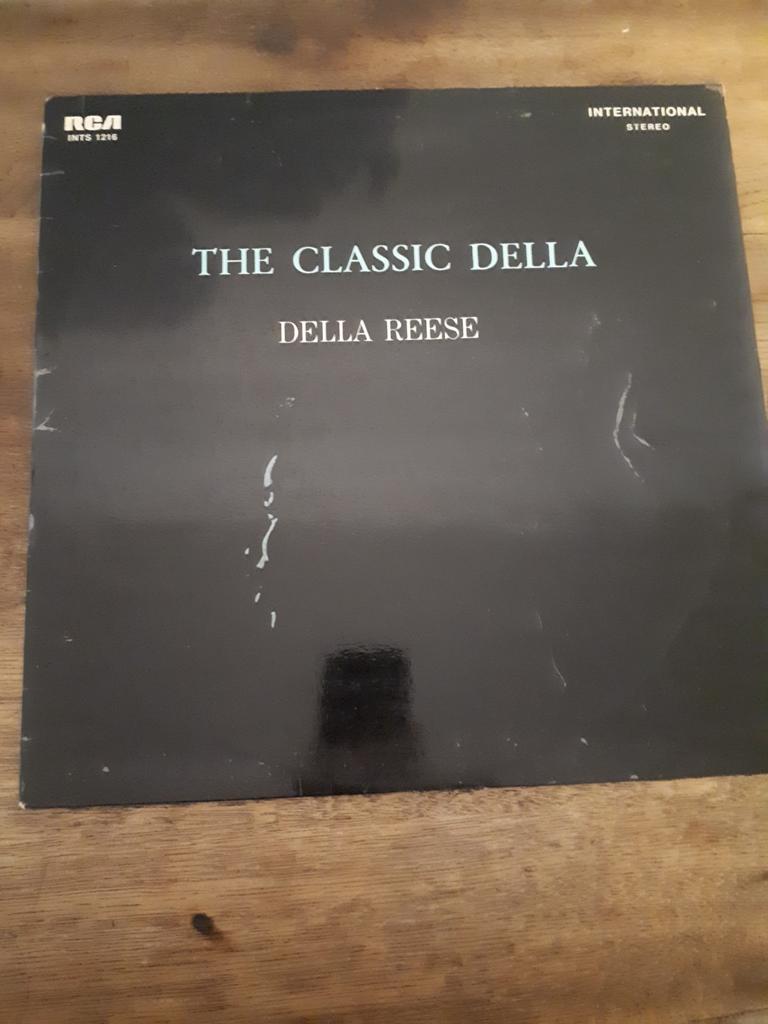 RCA
INTS 1216
INTERNATIONAL
STEREO
THE CLASSIC DELLA
DELLA REESE